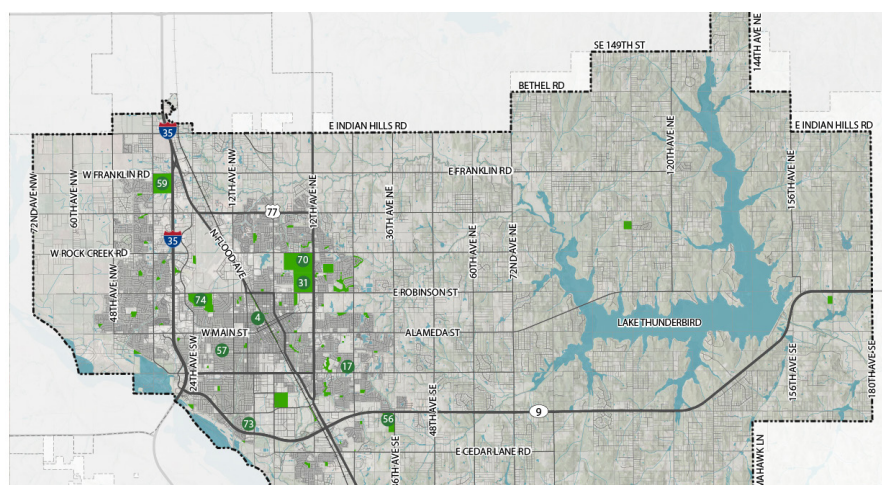 SE 149TH ST
144TH AVE NE
BETHEL RD
35
E INDIAN HILLS RD
E INDIAN HILLS RD
W FRANKLIN RD
E FRANKLIN RD
59
72ND AVE NW
60TH AVE NW
12TH AVE NW
12TH AVE NE
36TH AVE NE
60TH AVE NE
72ND AVE NE
120TH AVE NE
156TH AVE NE
77
35
N FLOOD AVE
W ROCK CREEK RD
70
31
48TH AVE NW
E ROBINSON ST
74
4
W MAIN ST
ALAMEDA ST
LAKE THUNDERBIRD
57
17
24TH AVE SW
48TH AVE SE
156TH AVE SE
180TH AVE SE
9
73
56
36TH AVE SE
E CEDAR LANE RD
MAHAWK LN